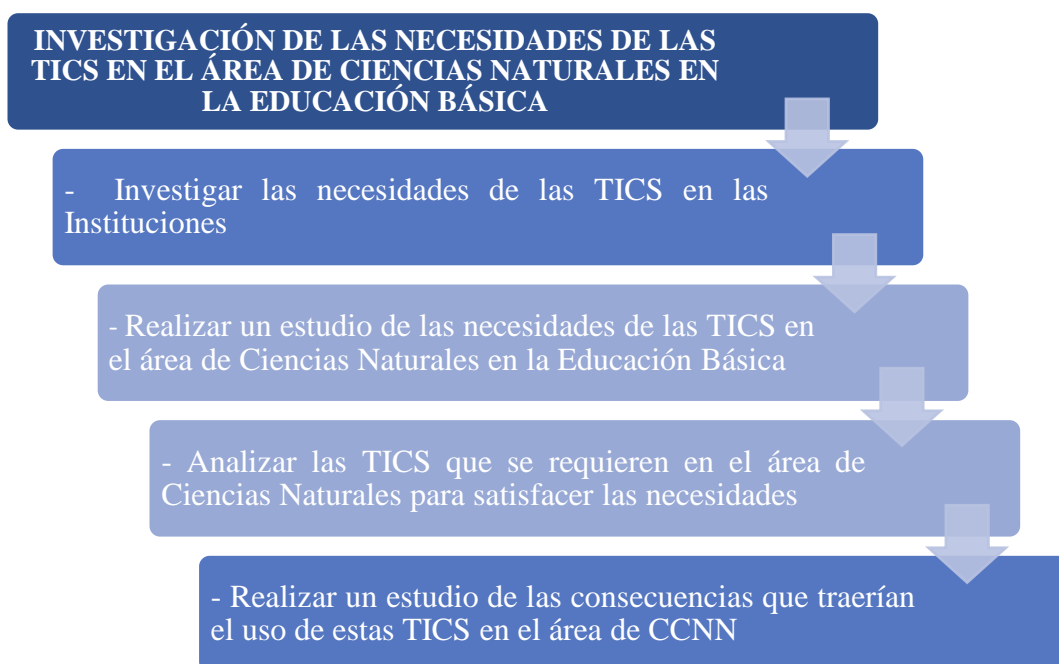 INVESTIGACIÓN DE LAS NECESIDADES DE LAS
TICS EN EL ÁREA DE CIENCIAS NATURALES EN
LA EDUCACIÓN BÁSICA
- Investigar las necesidades de las TICS en las
Instituciones
- Realizar un estudio de las necesidades de las TICS en
el área de Ciencias Naturales en la Educación Básica
- Analizar las TICS que se requieren en el área de
Ciencias Naturales para satisfacer las necesidades
- Realizar un estudio de las consecuencias que traerían
el uso de estas TICS en el área de CCNN